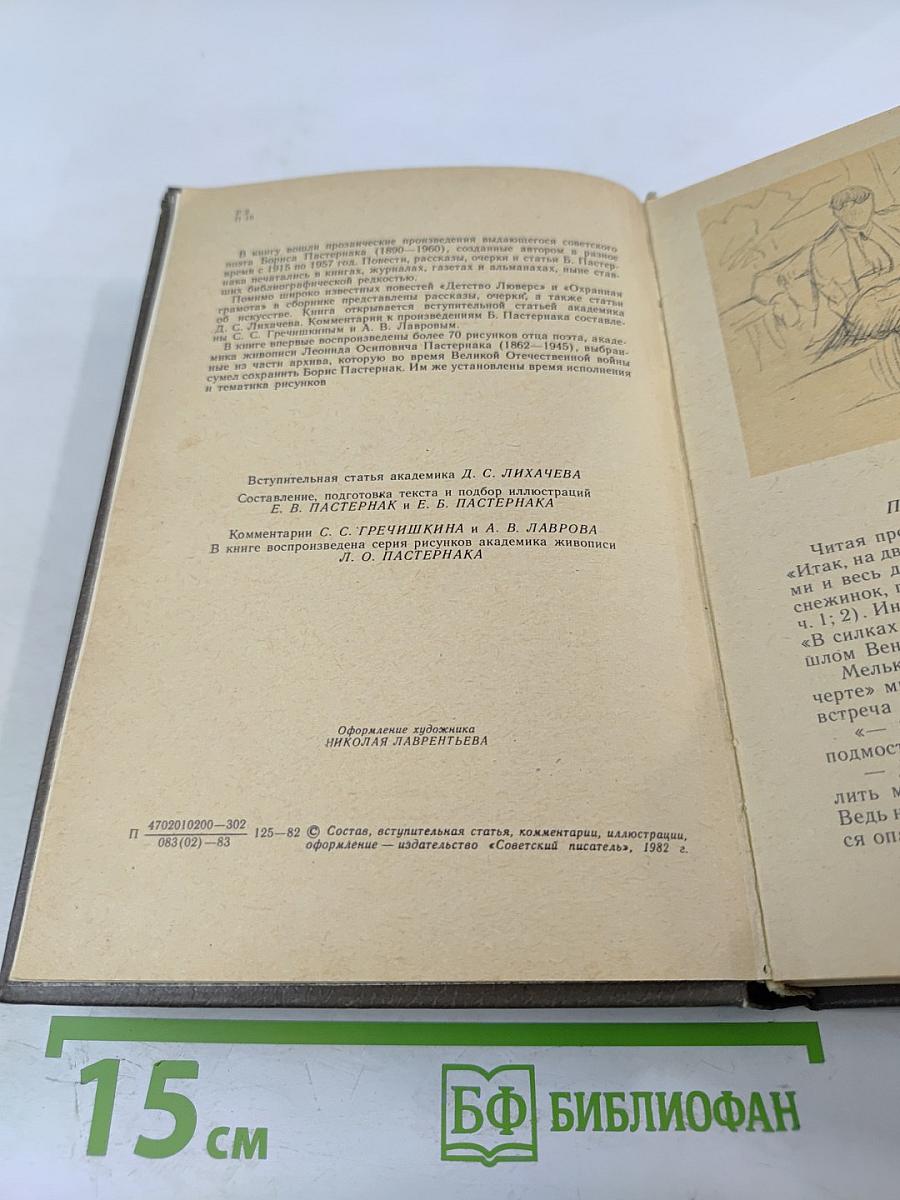 Р 2
П 19
В книгу вошли прозаические произведения выдающегося советского
поэта Бориса Пастернака (1890—1960), созданные автором в разное
время с 1915 по 1957 год. Повести, рассказы, очерки и статьи Б. Пастер-
нака печатались в книгах, журналах, газетах и альманахах, ныне став-
ших библиографической редкостью.
Помимо широко известных повестей «Детство Люверс» и «Охранная
грамота» в сборнике представлены рассказы, очерки, а также статьи
об искусстве. Книга открывается вступительной статьей академика
Д. С. Лихачева. Комментарии к произведениям Б. Пастернака составле-
ны С. С. Гречишкиным и А. В. Лавровым.
В книге впервые воспроизведены более 70 рисунков отца поэта, акаде-
мика живописи Леонида Осиповича Пастернака (1862—1945), выбран-
ные из части архива, которую во время Великой Отечественной войны
сумел сохранить Борис Пастернак. Им же установлены время исполнения
и тематика рисунков
Вступительная статья академика Д. С. ЛИХАЧЕВА
Составление, подготовка текста и подбор иллюстраций
Е. В. ПАСТЕРНАК и Е. Б. ПАСТЕРНАКА
Комментарии С. С. ГРЕЧИШКИНА и А. В. ЛАВРОВА
В книге воспроизведена серия рисунков академика живописи
Л. О. ПАСТЕРНАКА
Оформление художника
НИКОЛАЯ ЛАВРЕНТЬЕВА
П 4702010200—302
083(02)—83 125—82 © Состав, вступительная статья, комментарии, иллюстрации,
оформление — издательство «Советский писатель», 1982 г.
П
Читая пре
«Итак, на дв
ми и весь д
снежинок, п
ч. 1; 2). Ин
«В силках
шлом Вен
Мельк
черте» ми
встреча
«—
подмост
—
лить м
Ведь н
ся опа
15 см
БФ БИБЛИОФАН